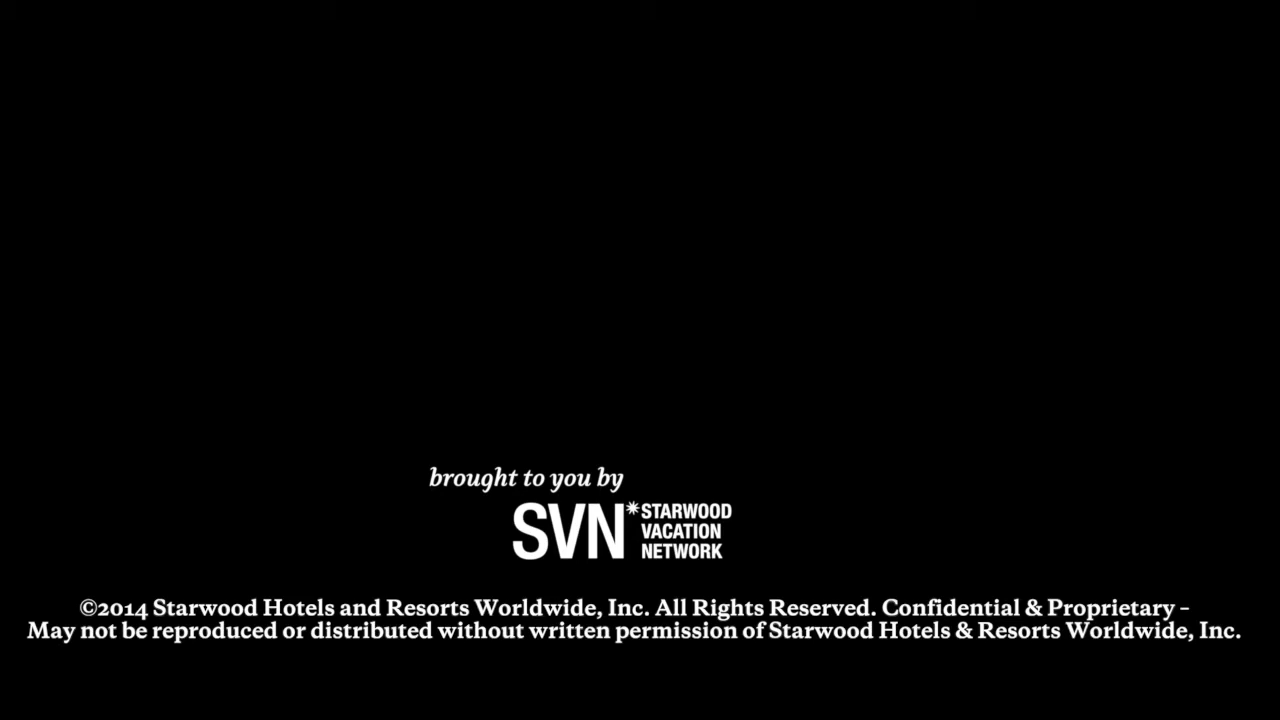 brought to you by
SVN*STARWOOD
VACATION
NETWORK
©2014 Starwood Hotels and Resorts Worldwide, Inc. All Rights Reserved. Confidential & Proprietary –
May not be reproduced or distributed without written permission of Starwood Hotels & Resorts Worldwide, Inc.